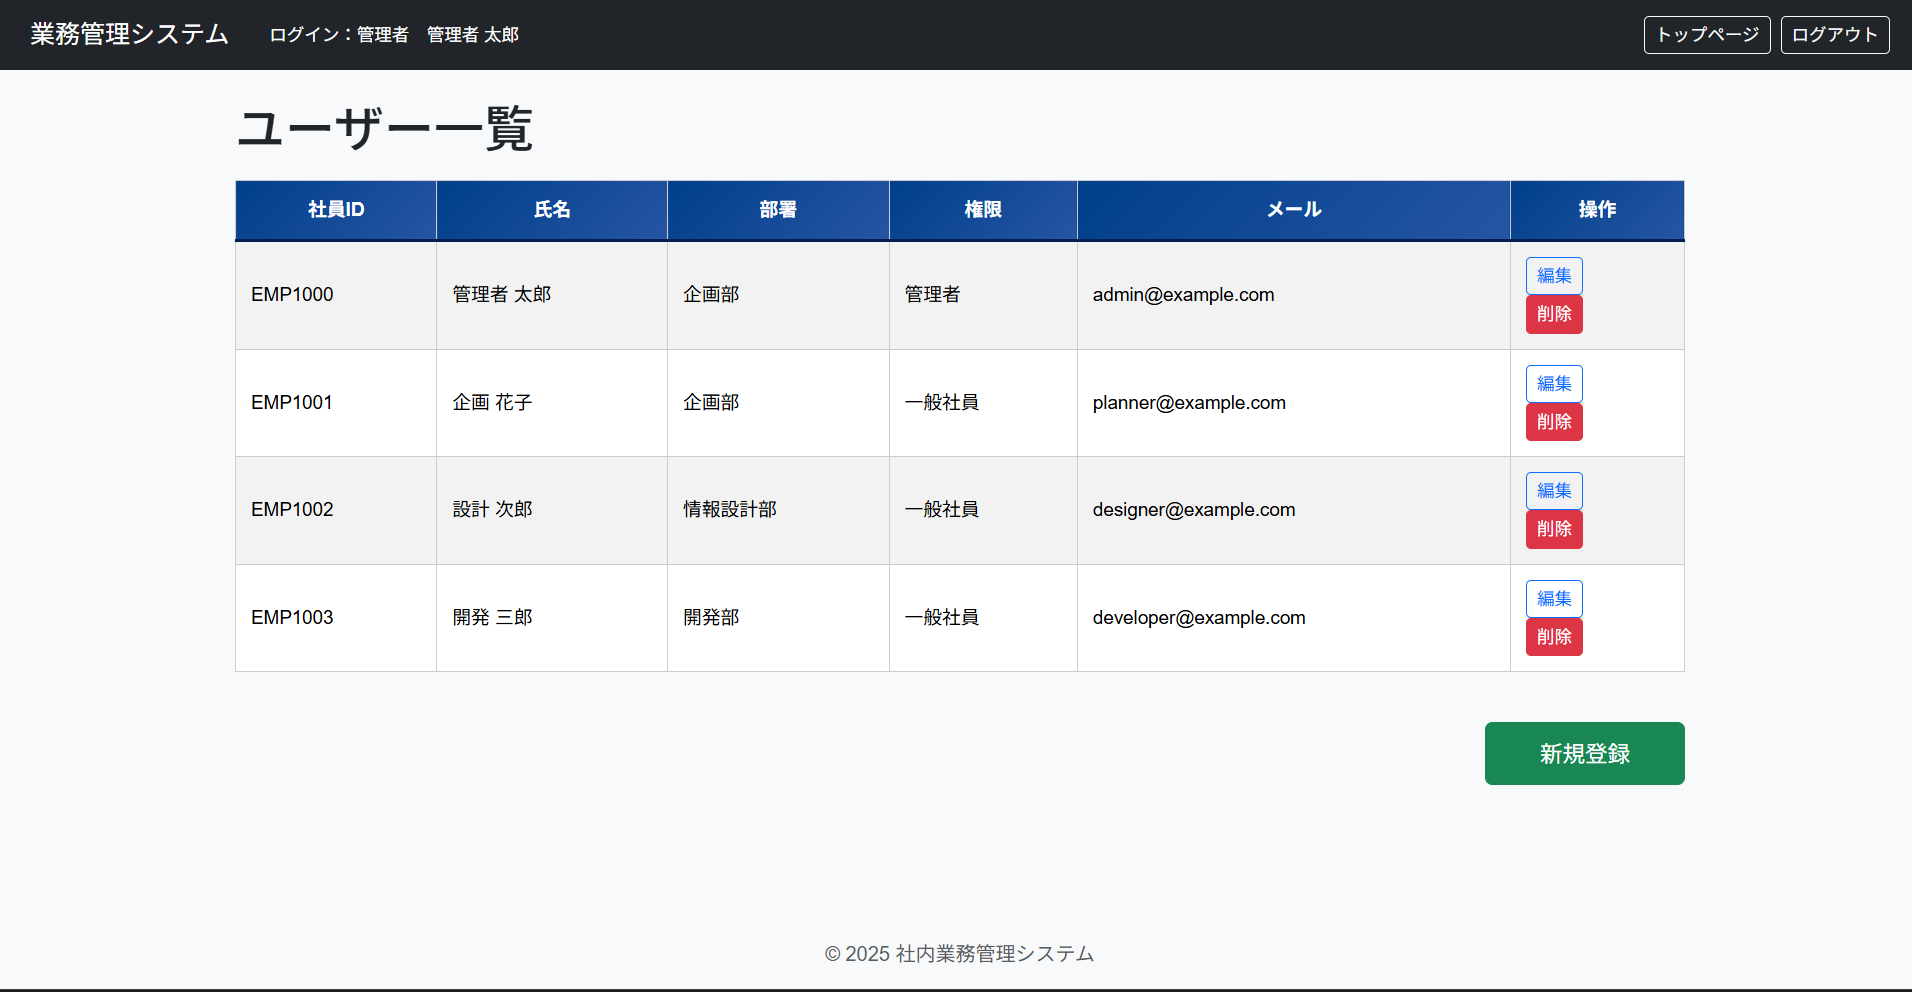 業務管理システム ログイン：管理者 管理者 太郎 トップページ ログアウト
ユーザー一覧
社員ID 氏名 部署 権限 メール 操作
EMP1000 管理者 太郎 企画部 管理者 admin@example.com 編集
削除
EMP1001 企画 花子 企画部 一般社員 planner@example.com 編集
削除
EMP1002 設計 次郎 情報設計部 一般社員 designer@example.com 編集
削除
EMP1003 開発 三郎 開発部 一般社員 developer@example.com 編集
削除
新規登録
© 2025 社内業務管理システム